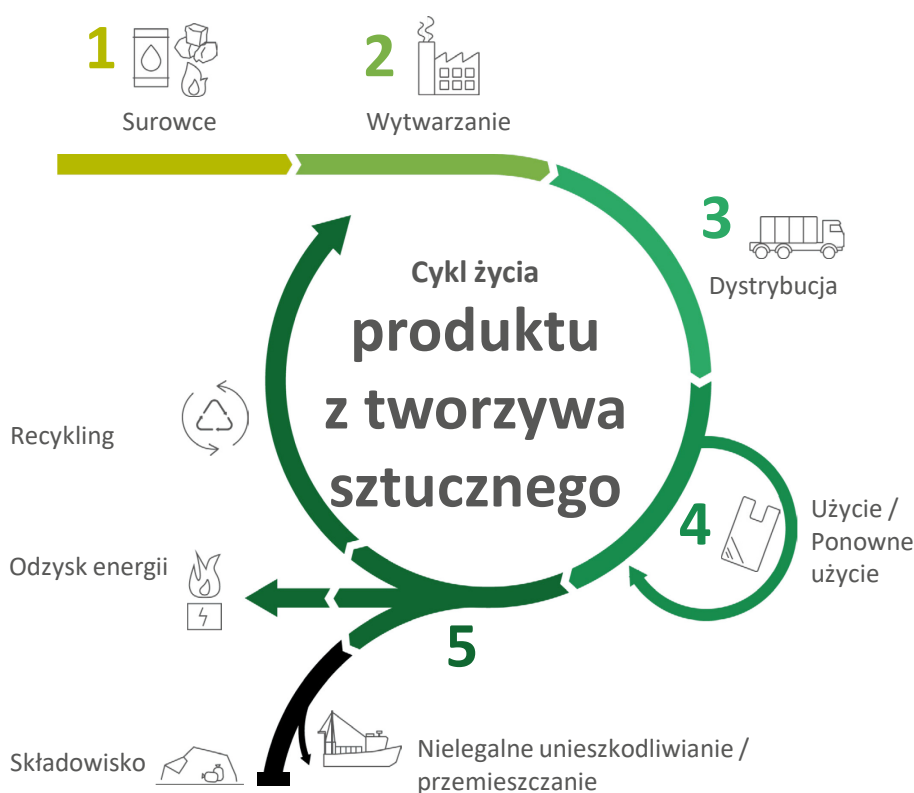 1
Surowce
2
Wytwarzanie
3
Dystrybucja
Cykl życia
produktu
z tworzywa
sztucznego
4
Użycie /
Ponowne
użycie
Recykling
Odzysk energii
5
Składowisko
Nielegalne unieszkodliwianie /
przemieszczanie